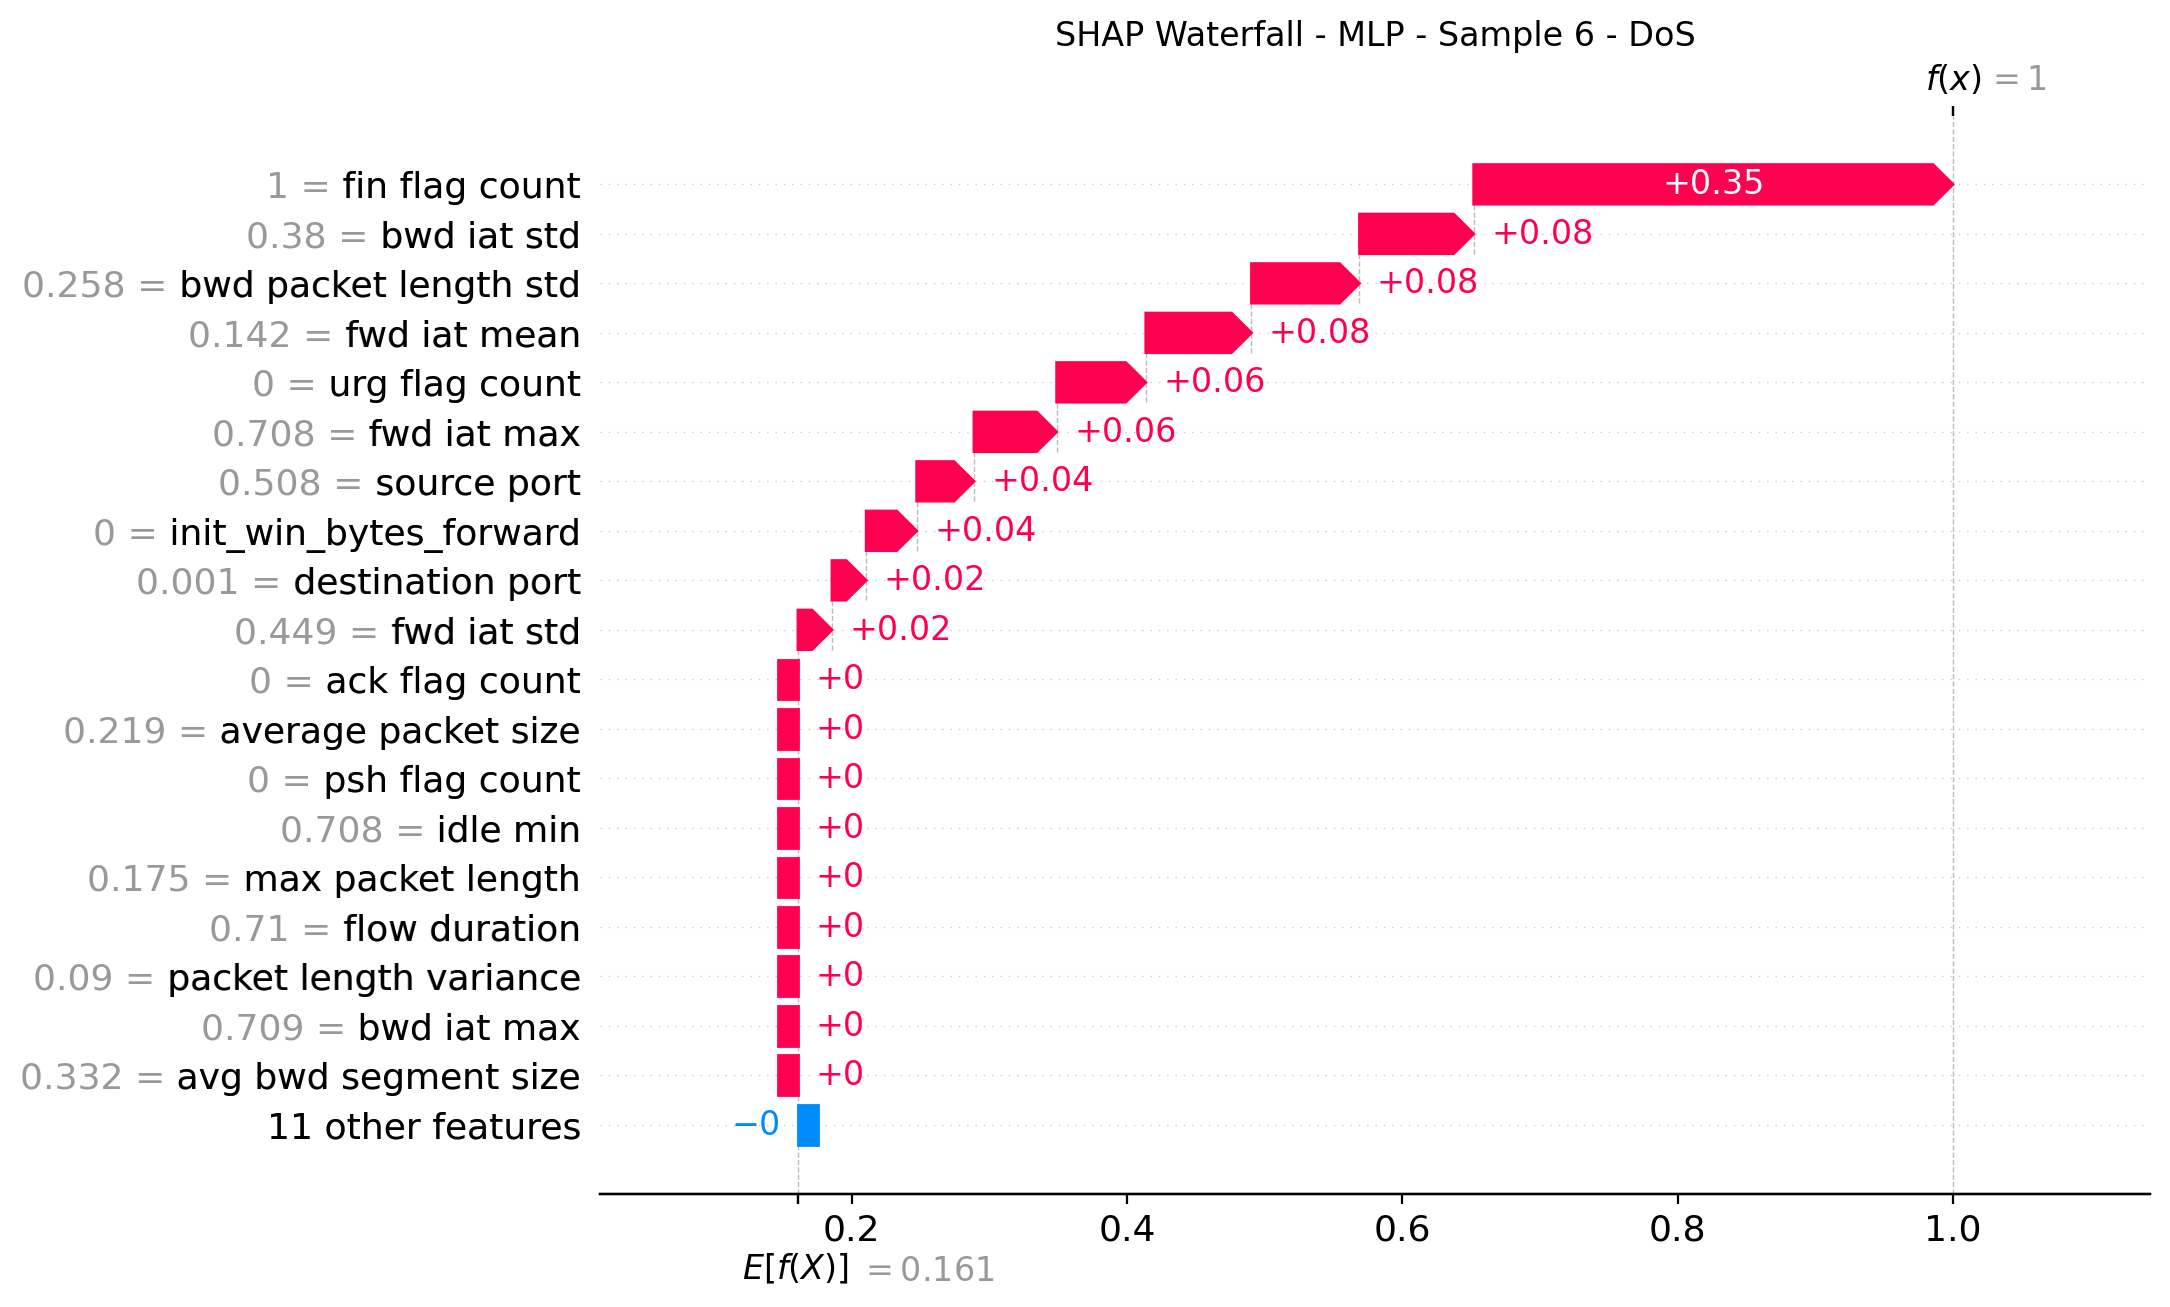 SHAP Waterfall - MLP - Sample 6 - DoS
f(x) = 1
1 = fin flag count +0.35
0.38 = bwd iat std +0.08
0.258 = bwd packet length std +0.08
0.142 = fwd iat mean +0.08
0 = urg flag count +0.06
0.708 = fwd iat max +0.06
0.508 = source port +0.04
0 = init_win_bytes_forward +0.04
0.001 = destination port +0.02
0.449 = fwd iat std +0.02
0 = ack flag count +0
0.219 = average packet size +0
0 = psh flag count +0
0.708 = idle min +0
0.175 = max packet length +0
0.71 = flow duration +0
0.09 = packet length variance +0
0.709 = bwd iat max +0
0.332 = avg bwd segment size +0
11 other features −0
0.2 0.4 0.6 0.8 1.0
E[f(X)] = 0.161